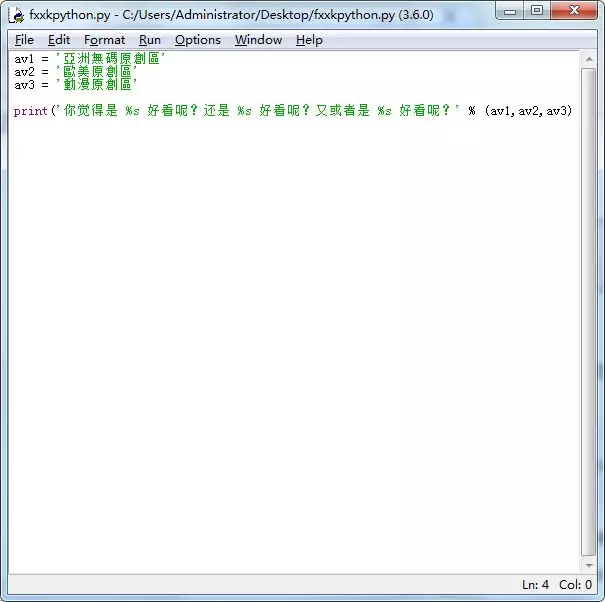 fxxkpython.py - C:/Users/Administrator/Desktop/fxxkpython.py (3.6.0)
File Edit Format Run Options Window Help
av1 = '亞洲無碼原創區'
av2 = '歐美原創區'
av3 = '動漫原創區'
print('你觉得是 %s 好看呢？还是 %s 好看呢？又或者是 %s 好看呢？' % (av1,av2,av3)
Ln: 4 Col: 0